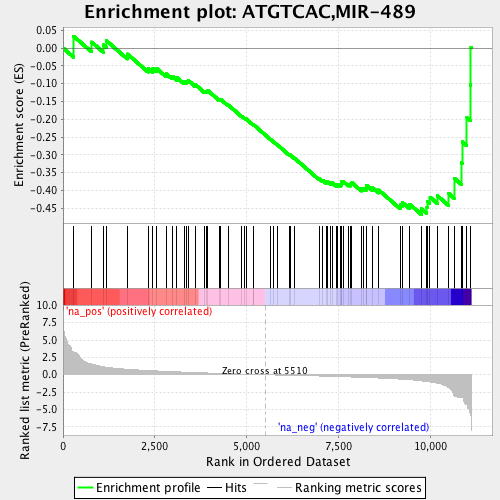 Enrichment plot: ATGTCAC,MIR-489
Enrichment score (ES)
0.05
0.00
-0.05
-0.10
-0.15
-0.20
-0.25
-0.30
-0.35
-0.40
-0.45
'na_pos' (positively correlated)
Ranked list metric (PreRanked)
10.0
7.5
5.0
2.5
0.0
-2.5
-5.0
-7.5
Zero cross at 5510
'na_neg' (negatively correlated)
0
2,500
5,000
7,500
10,000
Rank in Ordered Dataset
Enrichment profile
Hits
Ranking metric scores